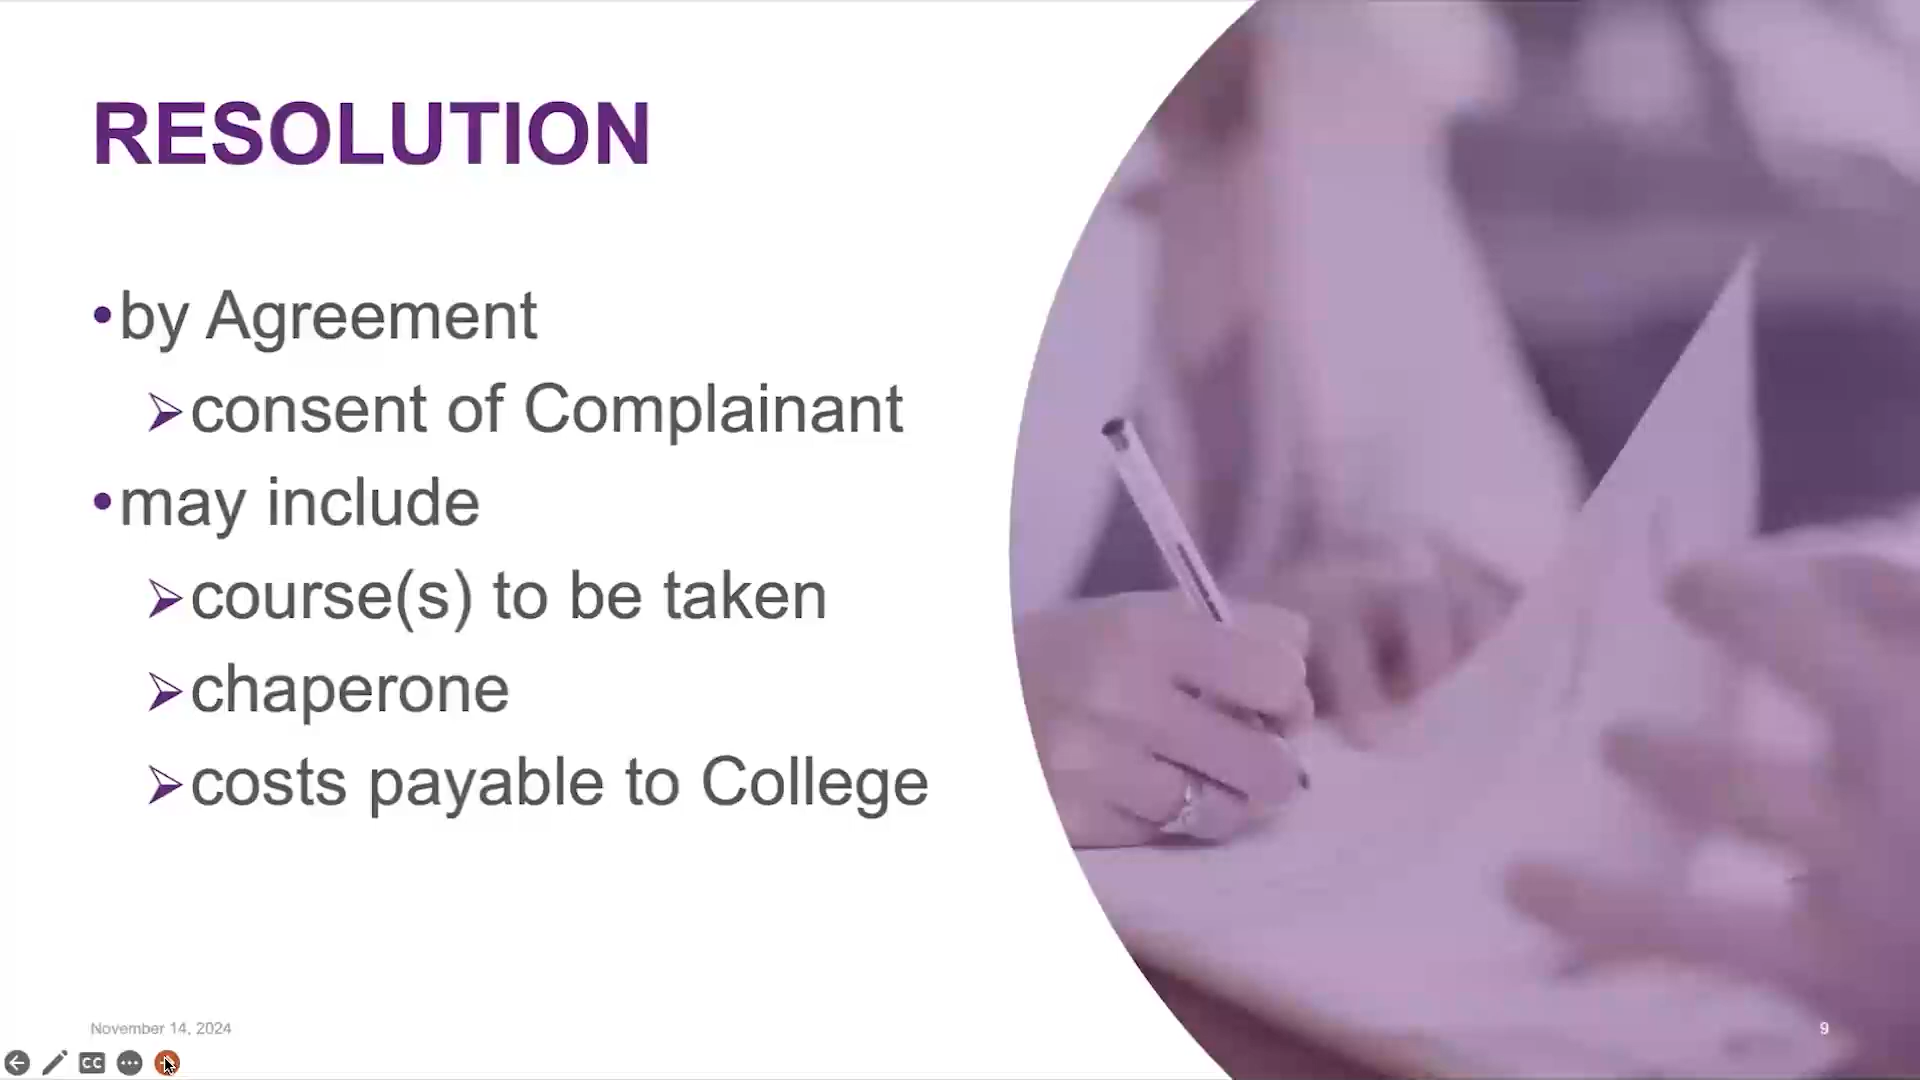 RESOLUTION
•by Agreement
➢consent of Complainant
•may include
➢course(s) to be taken
➢chaperone
➢costs payable to College
November 14, 2024
9
CC